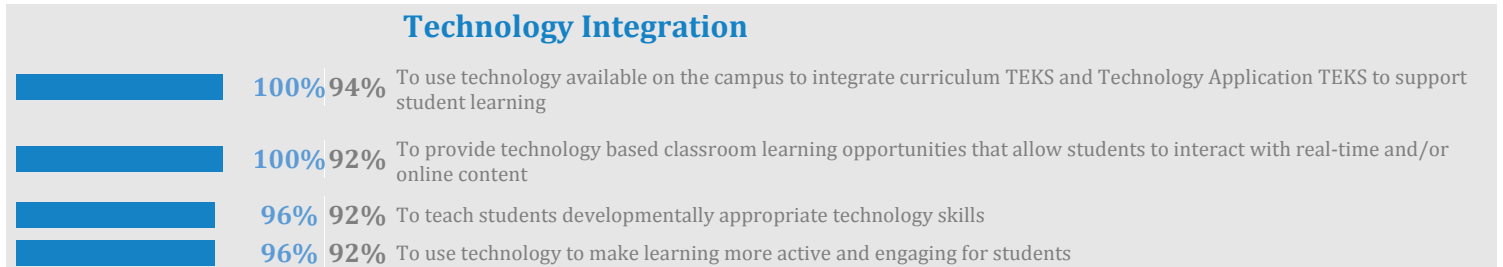 Technology Integration
100% 94% To use technology available on the campus to integrate curriculum TEKS and Technology Application TEKS to support
student learning
100% 92% To provide technology based classroom learning opportunities that allow students to interact with real-time and/or
online content
96% 92% To teach students developmentally appropriate technology skills
96% 92% To use technology to make learning more active and engaging for students